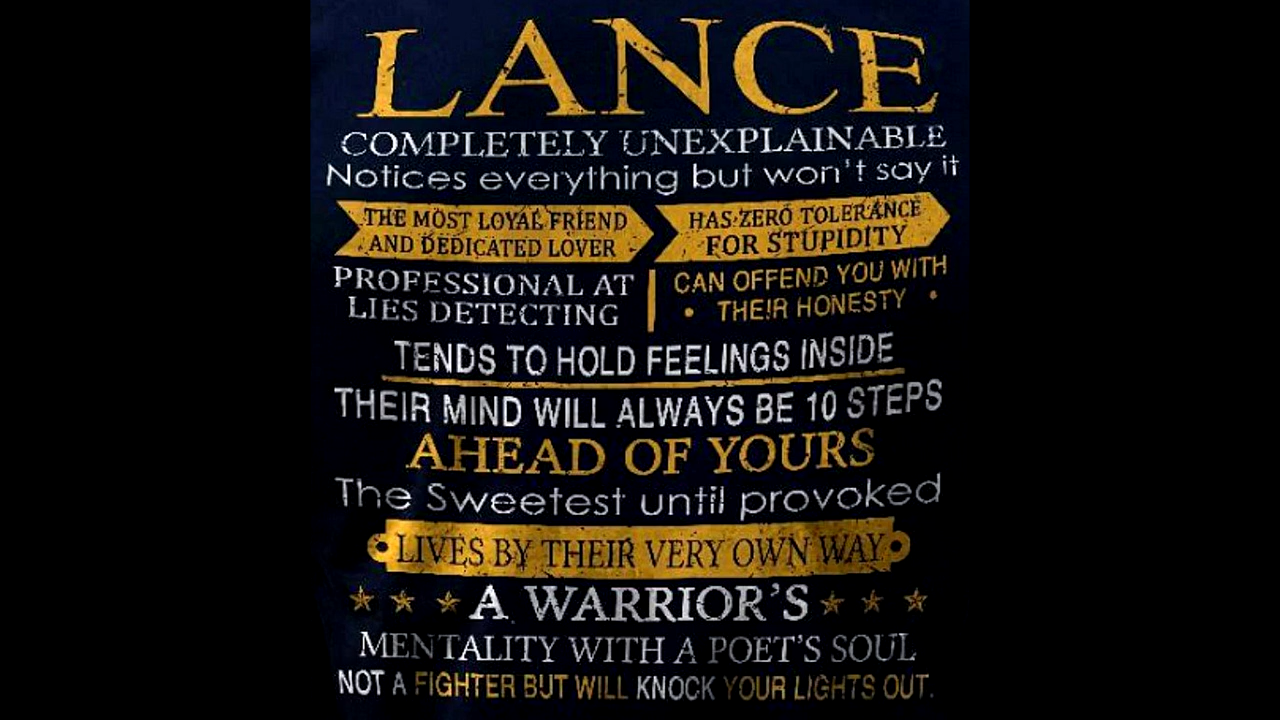 LANCE
COMPLETELY UNEXPLAINABLE
Notices everything but won't say it
THE MOST LOYAL FRIEND
AND DEDICATED LOVER
HAS ZERO TOLERANCE
FOR STUPIDITY
PROFESSIONAL AT
LIES DETECTING
CAN OFFEND YOU WITH
• THEIR HONESTY •
TENDS TO HOLD FEELINGS INSIDE
THEIR MIND WILL ALWAYS BE 10 STEPS
AHEAD OF YOURS
The Sweetest until provoked
LIVES BY THEIR VERY OWN WAY
A WARRIOR'S
MENTALITY WITH A POET'S SOUL
NOT A FIGHTER BUT WILL KNOCK YOUR LIGHTS OUT.